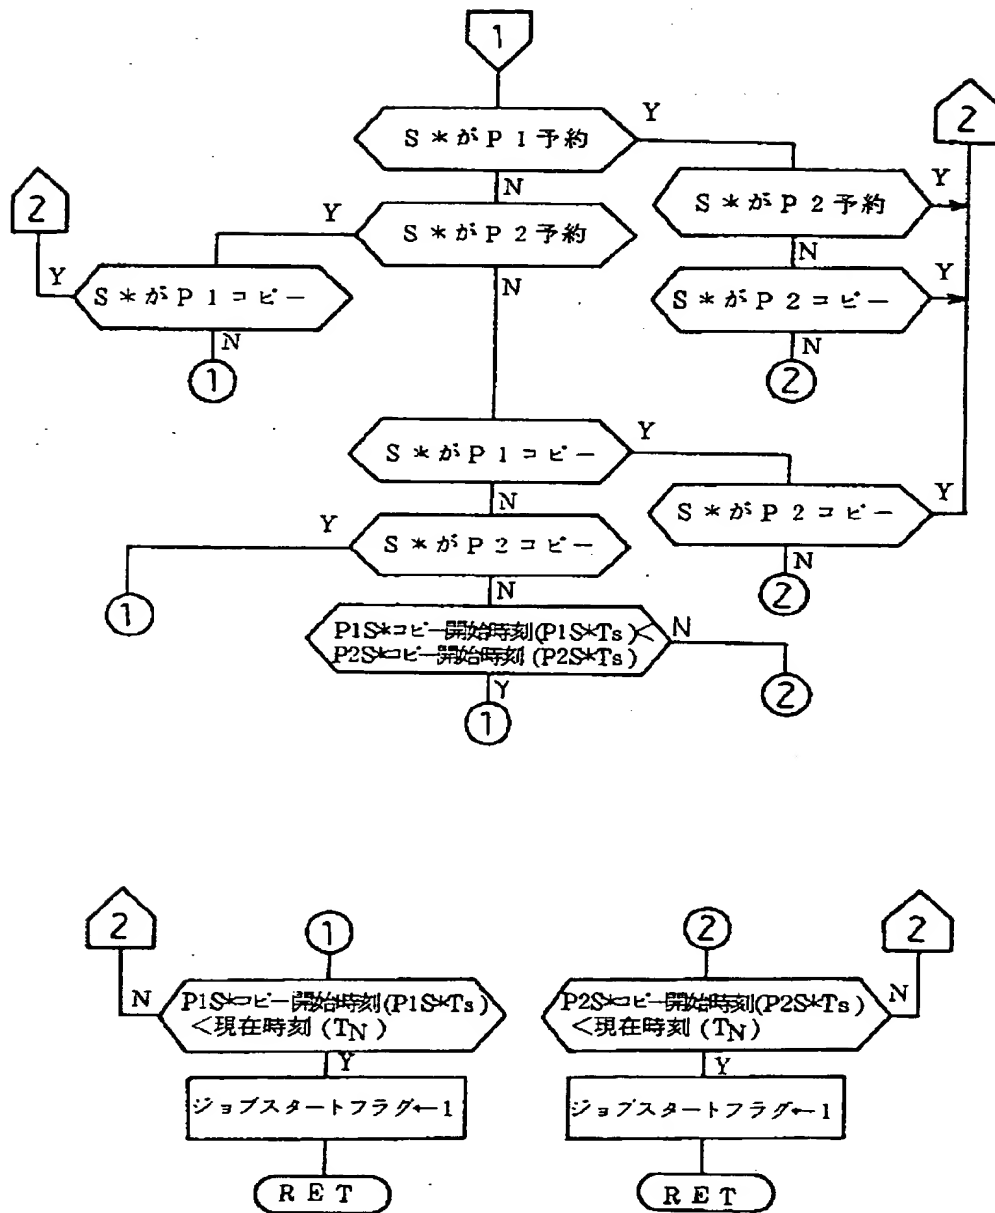 1
S*がP1予約
Y
2
N
S*がP2予約
Y
2
Y
S*がP2予約
N
Y
S*がP1コピー
N
S*がP2コピー
Y
N
1
N
2
S*がP1コピー
Y
N
S*がP2コピー
Y
Y
S*がP2コピー
N
1
N
2
P1S*コピー開始時刻(P1S*Ts)<
P2S*コピー開始時刻(P2S*Ts)
N
Y
1
2
2
1
2
2
N
P1S*コピー開始時刻(P1S*Ts)
<現在時刻(TN)
P2S*コピー開始時刻(P2S*Ts)
<現在時刻(TN)
N
Y
Y
ジョブスタートフラグ←1
ジョブスタートフラグ←1
RET
RET